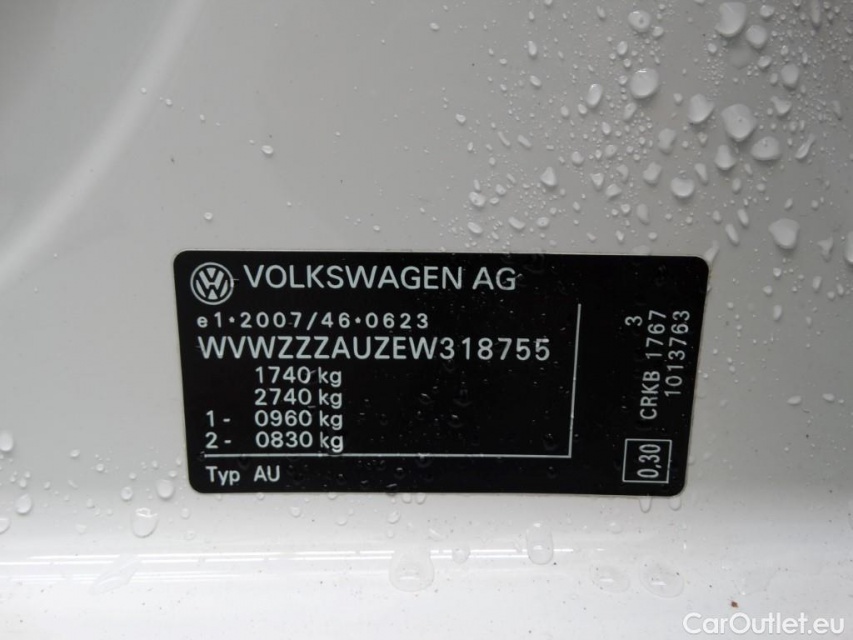 VOLKSWAGEN AG
e1*2007/46*0623
WVWZZZAUZEW318755
1740 kg
2740 kg
1- 0960 kg
2- 0830 kg
Typ AU
3
CRKB 1767
1013763
0,30
CarOutlet.eu